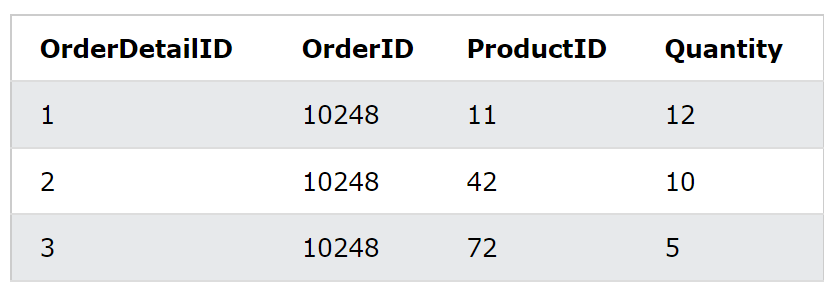 OrderDetailID OrderID ProductID Quantity
1 10248 11 12
2 10248 42 10
3 10248 72 5